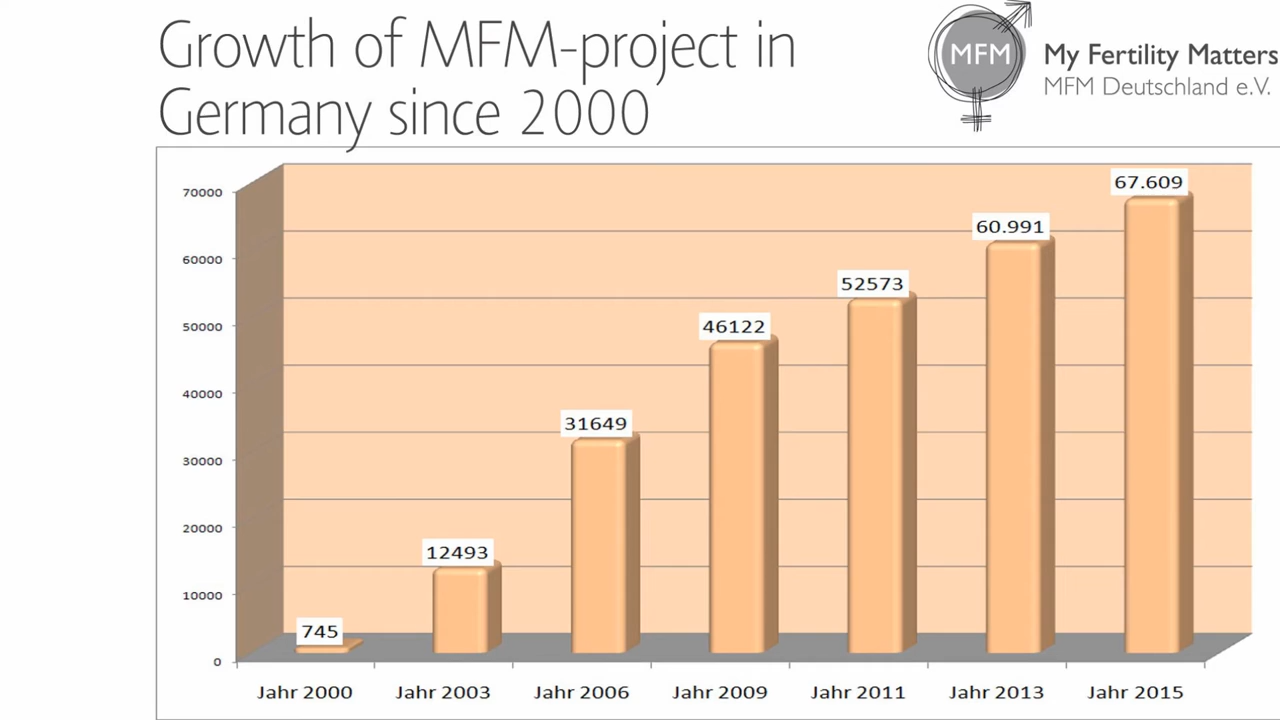 Growth of MFM-project in
Germany since 2000
MFM
My Fertility Matters
MFM Deutschland e.V.
70000
60000
50000
40000
30000
20000
10000
0
745
12493
31649
46122
52573
60.991
67.609
Jahr 2000
Jahr 2003
Jahr 2006
Jahr 2009
Jahr 2011
Jahr 2013
Jahr 2015